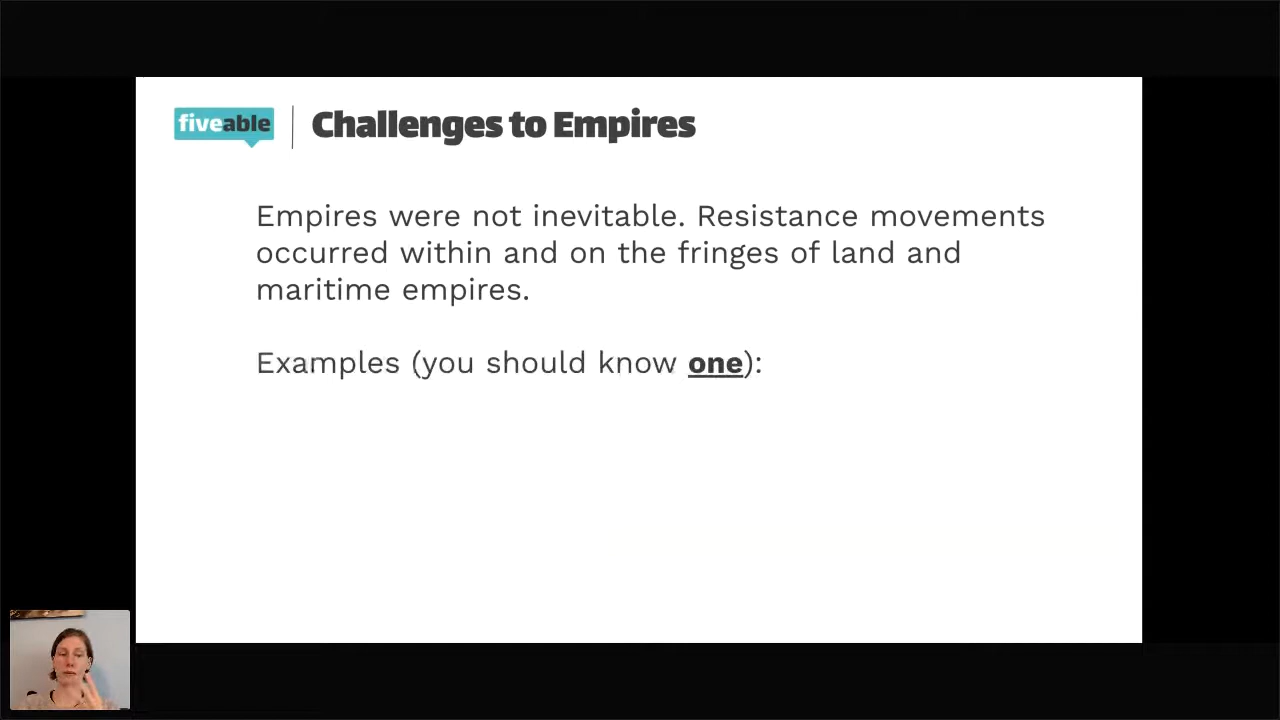 fiveable
Challenges to Empires
Empires were not inevitable. Resistance movements
occurred within and on the fringes of land and
maritime empires.
Examples (you should know one):